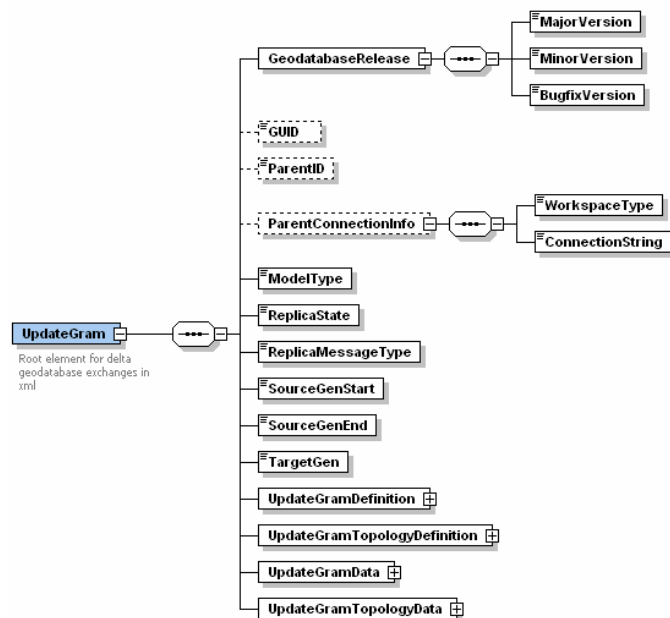 MajorVersion
GeodatabaseRelease
MinorVersion
BugfixVersion
GUID
ParentID
WorkspaceType
ParentConnectionInfo
ConnectionString
ModelType
ReplicaState
UpdateGram
ReplicaMessageType
Root element for delta
geodatabase exchanges in
xml
SourceGenStart
SourceGenEnd
TargetGen
UpdateGramDefinition
UpdateGramTopologyDefinition
UpdateGramData
UpdateGramTopologyData